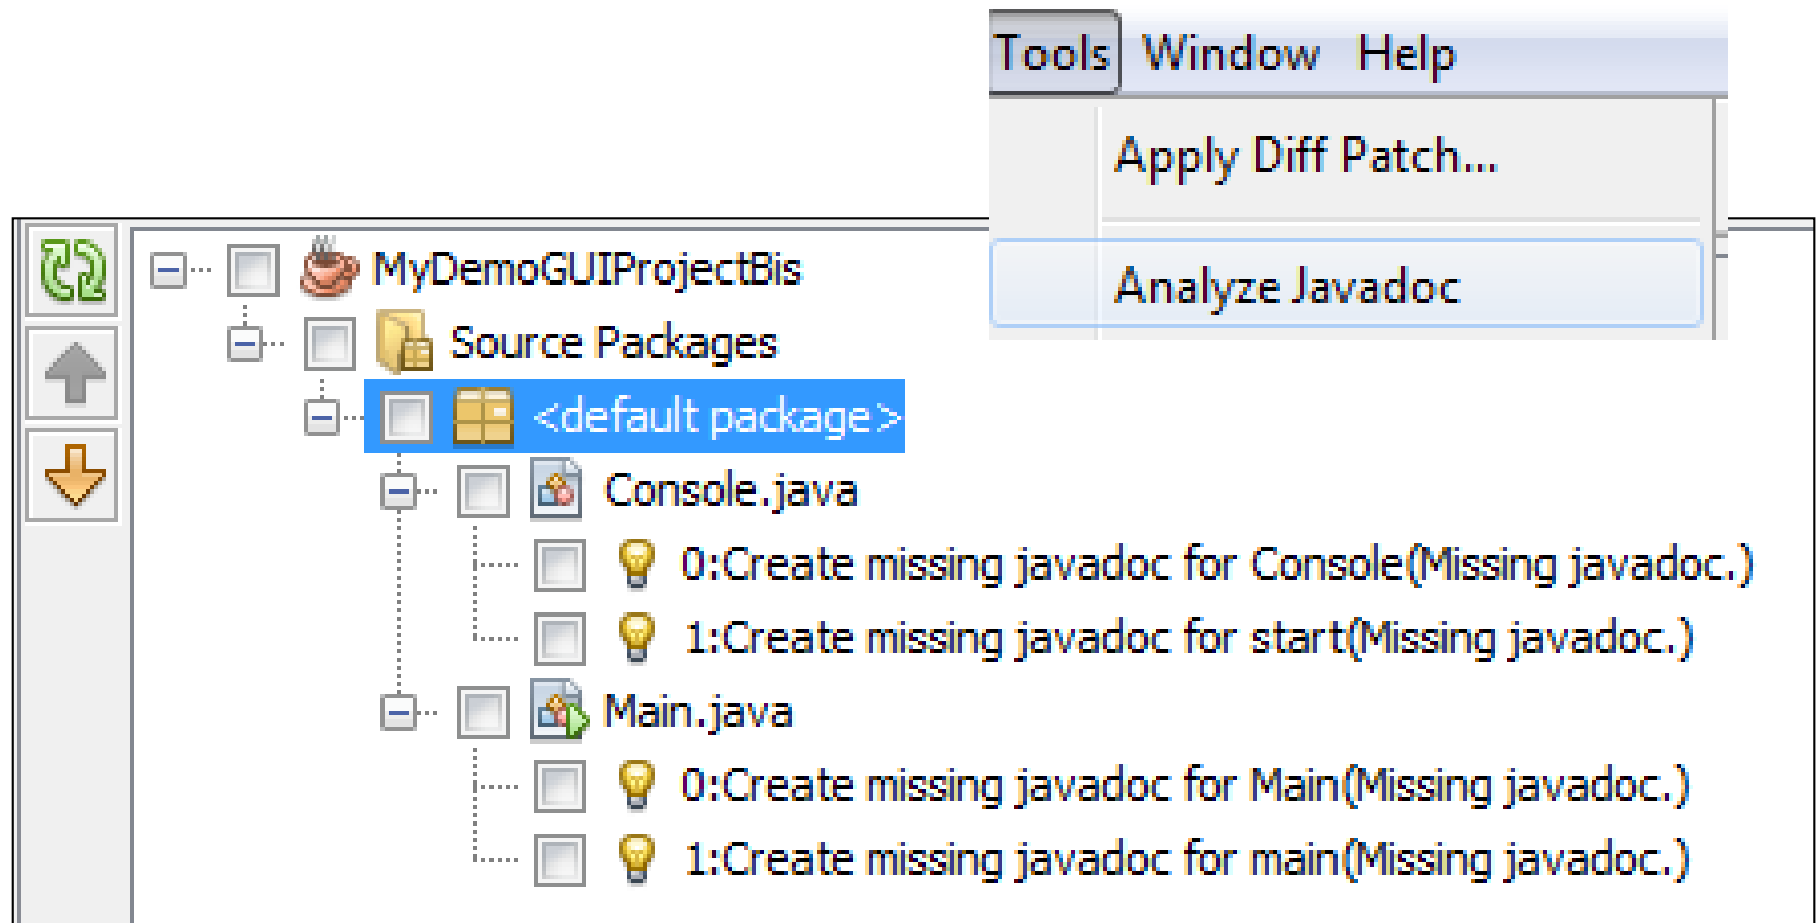 Tools Window Help
Apply Diff Patch...
Analyze Javadoc
MyDemoGUIProjectBis
Source Packages
<default package>
Console.java
0:Create missing javadoc for Console(Missing javadoc.)
1:Create missing javadoc for start(Missing javadoc.)
Main.java
0:Create missing javadoc for Main(Missing javadoc.)
1:Create missing javadoc for main(Missing javadoc.)